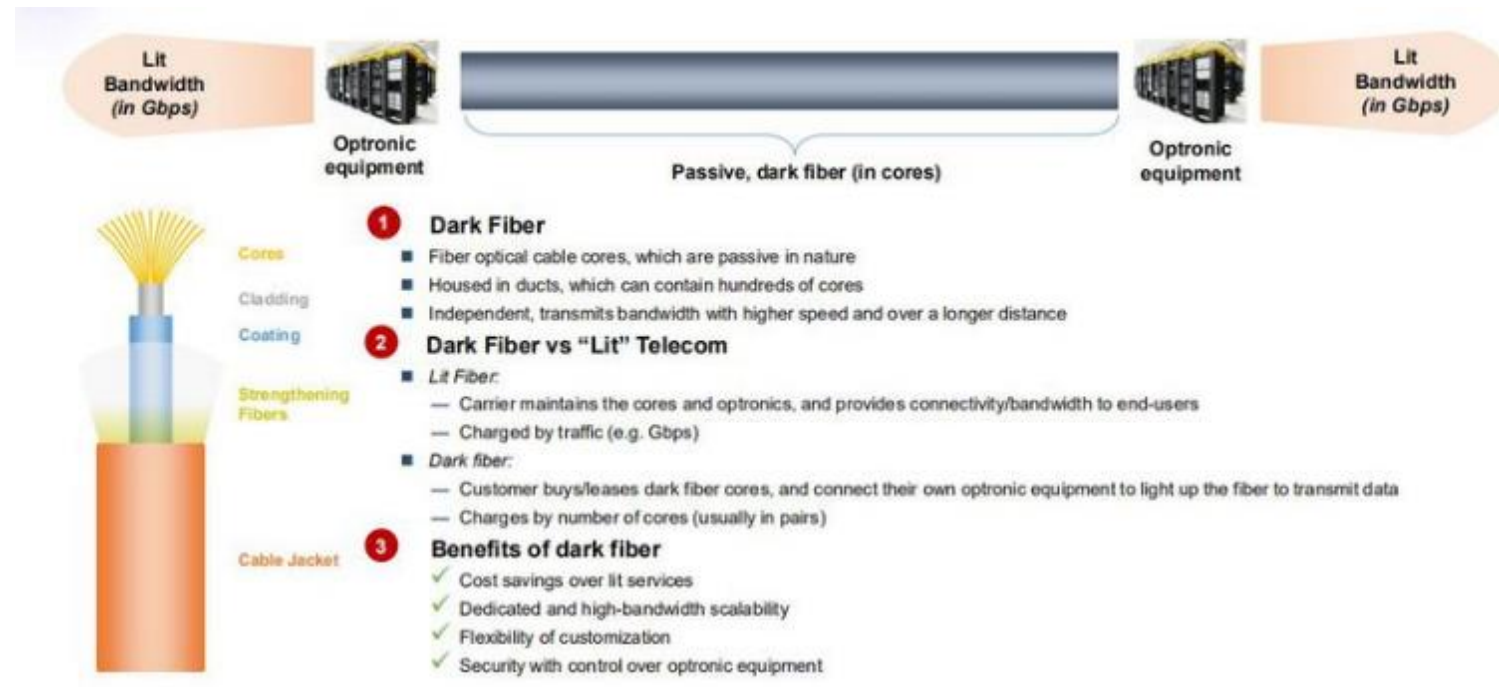 Lit
Bandwidth
(in Gbps)
Optronic
equipment
Passive, dark fiber (in cores)
Optronic
equipment
Lit
Bandwidth
(in Gbps)
Cores
Cladding
Coating
Strengthening
Fibers
Cable Jacket
1 Dark Fiber
Fiber optical cable cores, which are passive in nature
Housed in ducts, which can contain hundreds of cores
Independent, transmits bandwidth with higher speed and over a longer distance
2 Dark Fiber vs “Lit” Telecom
Lit Fiber:
— Carrier maintains the cores and optronics, and provides connectivity/bandwidth to end-users
— Charged by traffic (e.g. Gbps)
Dark fiber:
— Customer buys/leases dark fiber cores, and connect their own optronic equipment to light up the fiber to transmit data
— Charges by number of cores (usually in pairs)
3 Benefits of dark fiber
✓ Cost savings over lit services
✓ Dedicated and high-bandwidth scalability
✓ Flexibility of customization
✓ Security with control over optronic equipment